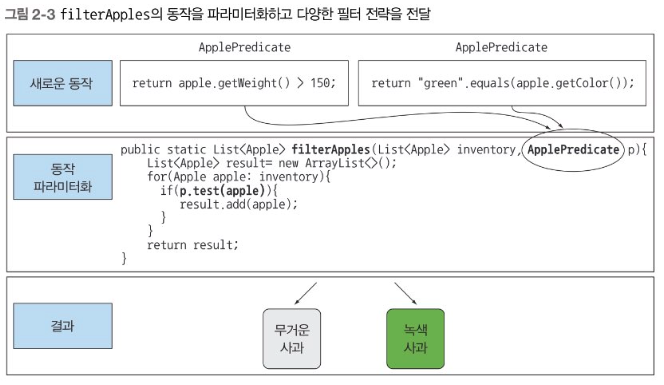 그림 2-3 filterApples의 동작을 파라미터화하고 다양한 필터 전략을 전달
ApplePredicate
ApplePredicate
새로운 동작
return apple.getWeight() > 150;
return "green".equals(apple.getColor());
동작
파라미터화
public static List<Apple> filterApples(List<Apple> inventory, ApplePredicate p){
List<Apple> result= new ArrayList<>();
for(Apple apple: inventory){
if(p.test(apple)){
result.add(apple);
}
}
return result;
}
결과
무거운
사과
녹색
사과